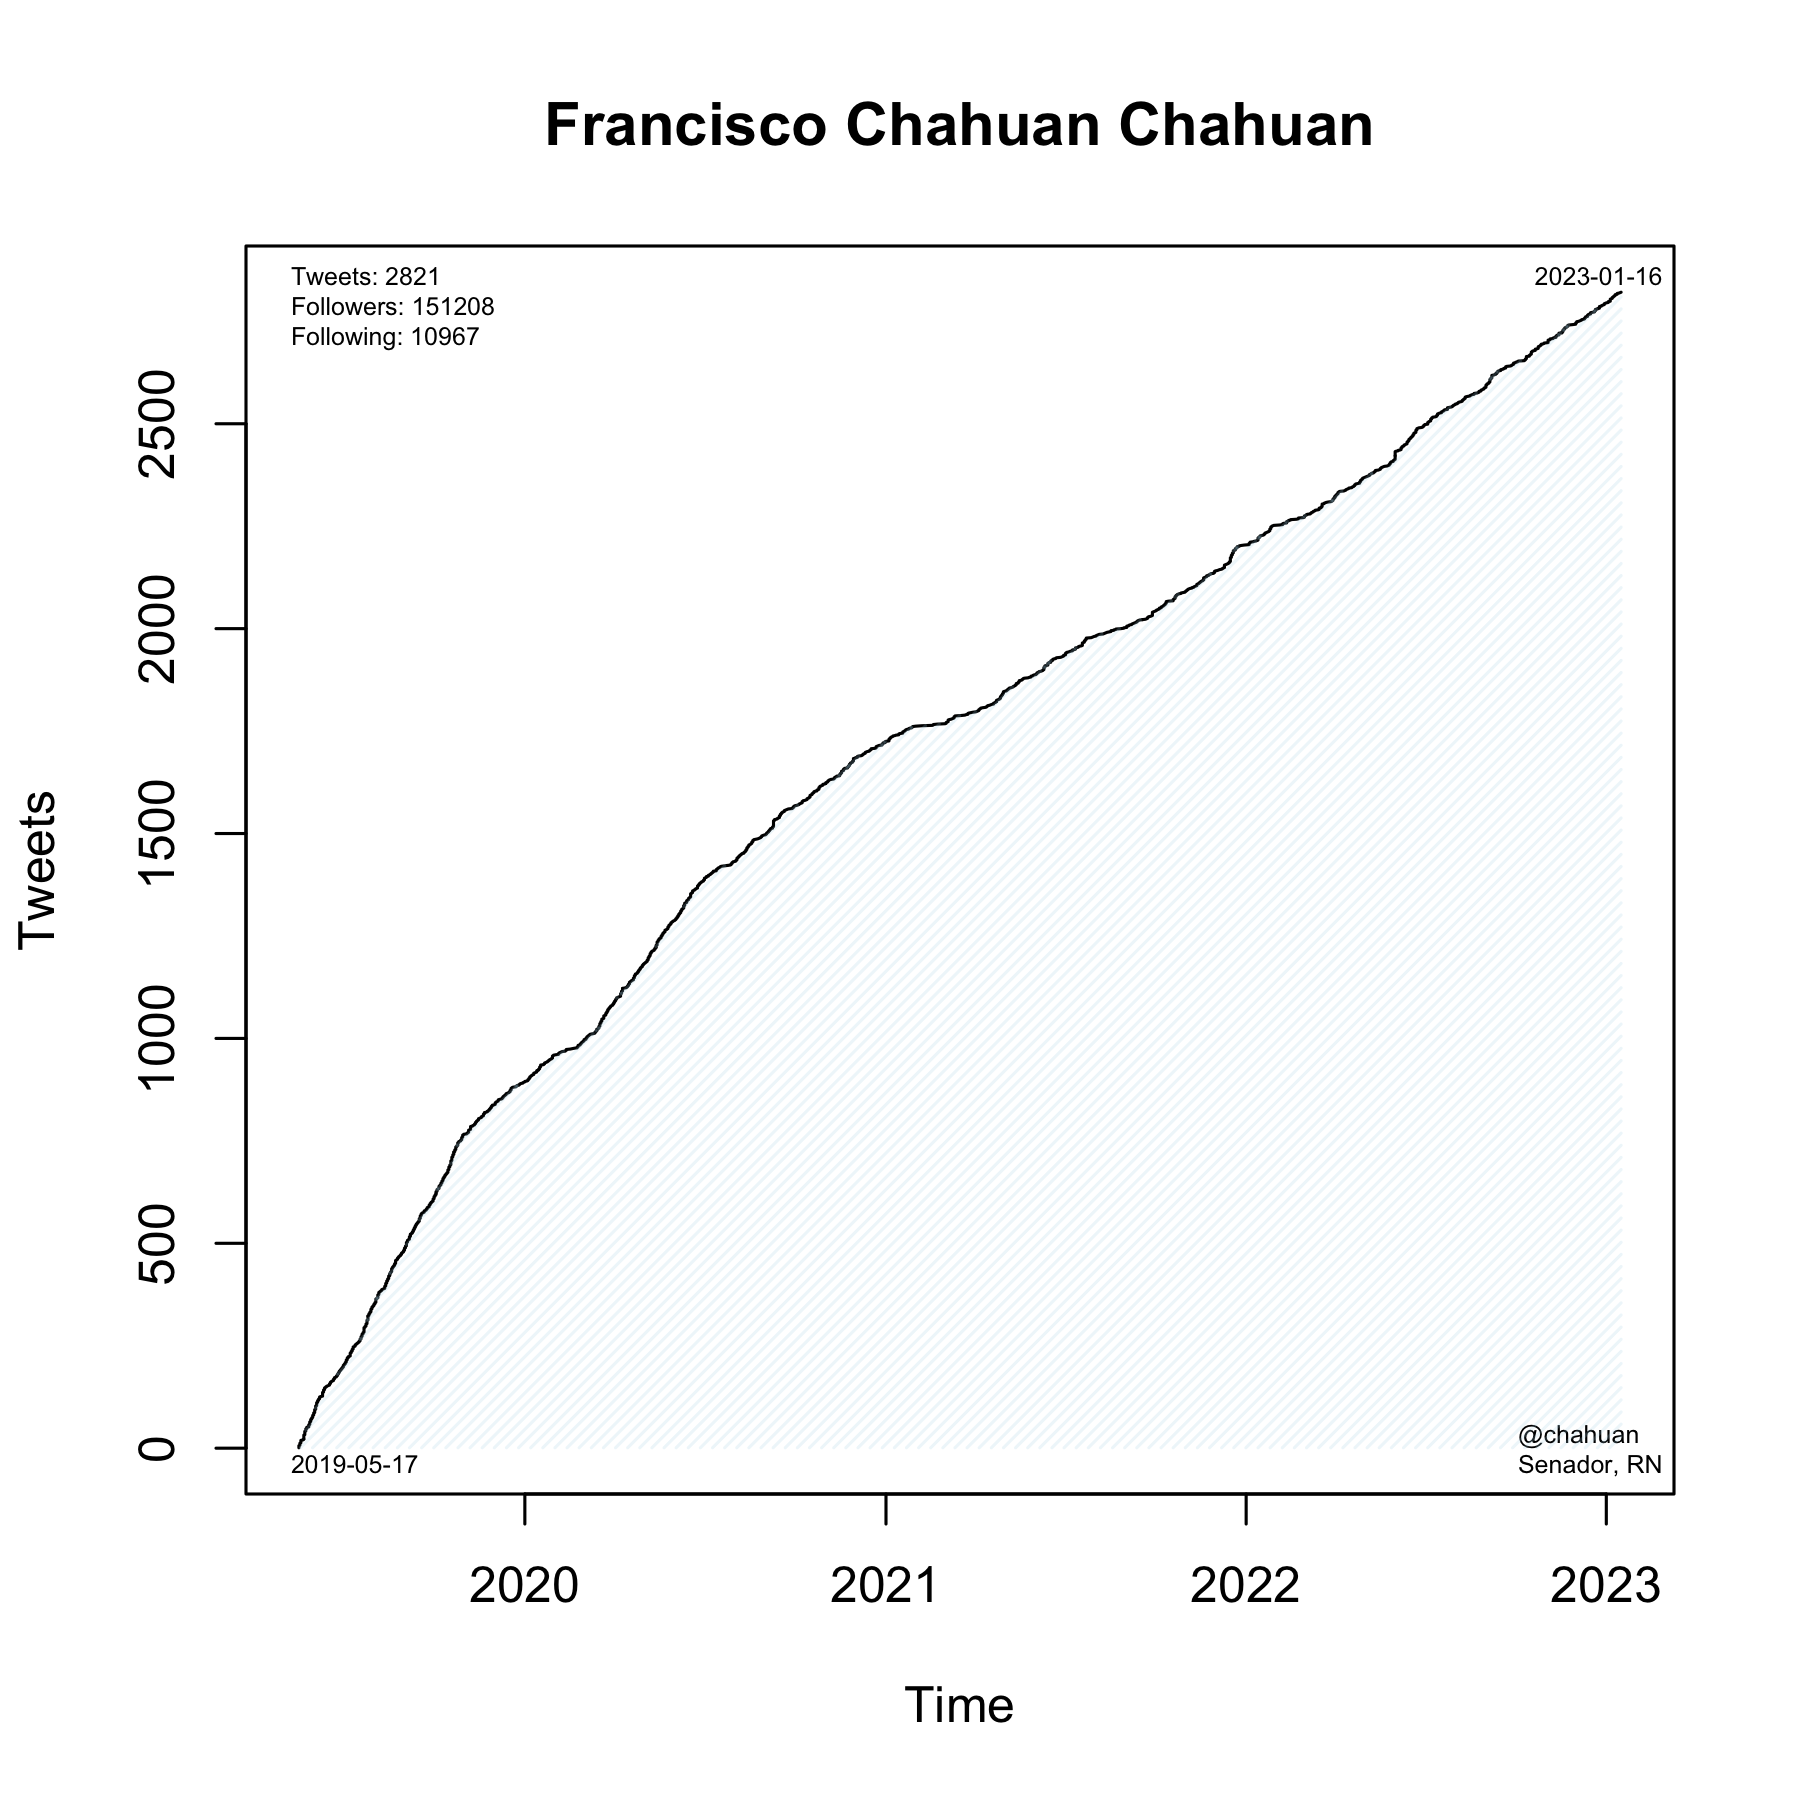 Francisco Chahuan Chahuan
Tweets: 2821
Followers: 151208
Following: 10967
2023-01-16
2500
2000
1500
1000
500
0
Tweets
2019-05-17
@chahuan
Senador, RN
2020 2021 2022 2023
Time